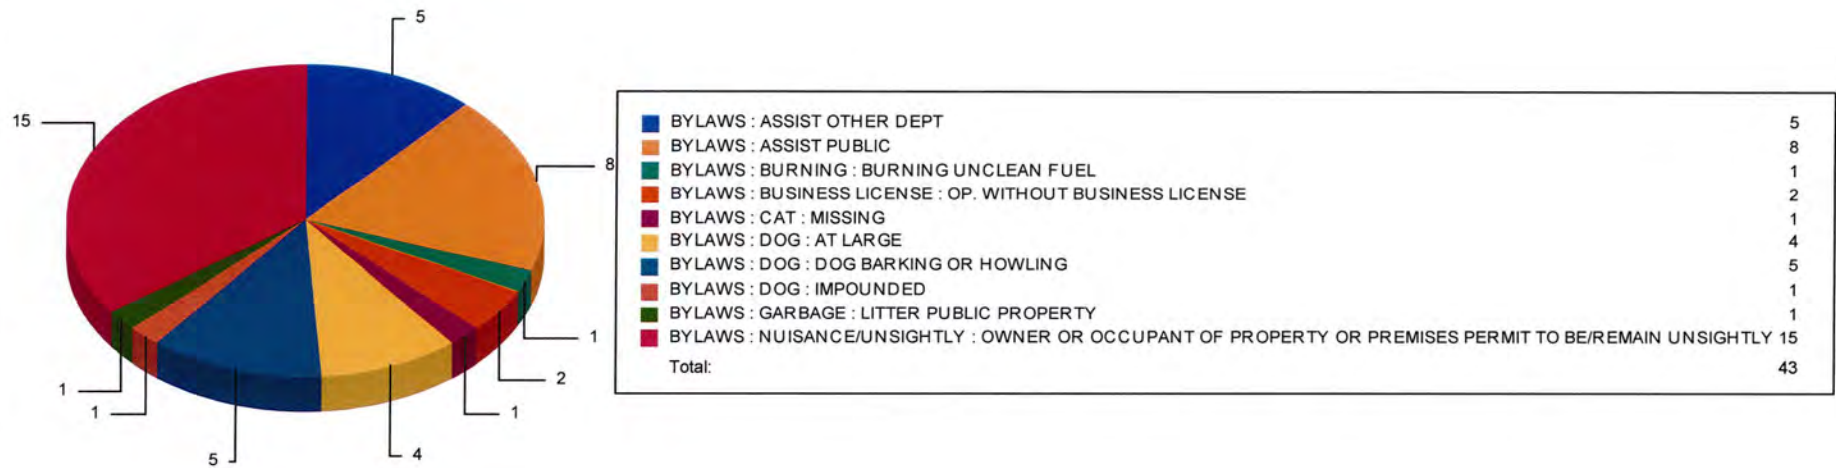 5
15
8
1
2
1
1
1
4
5
BYLAWS : ASSIST OTHER DEPT 5
BYLAWS : ASSIST PUBLIC 8
BYLAWS : BURNING : BURNING UNCLEAN FUEL 1
BYLAWS : BUSINESS LICENSE : OP. WITHOUT BUSINESS LICENSE 2
BYLAWS : CAT : MISSING 1
BYLAWS : DOG : AT LARGE 4
BYLAWS : DOG : DOG BARKING OR HOWLING 5
BYLAWS : DOG : IMPOUNDED 1
BYLAWS : GARBAGE : LITTER PUBLIC PROPERTY 1
BYLAWS : NUISANCE/UNSIGHTLY : OWNER OR OCCUPANT OF PROPERTY OR PREMISES PERMIT TO BE/REMAIN UNSIGHTLY 15
Total: 43